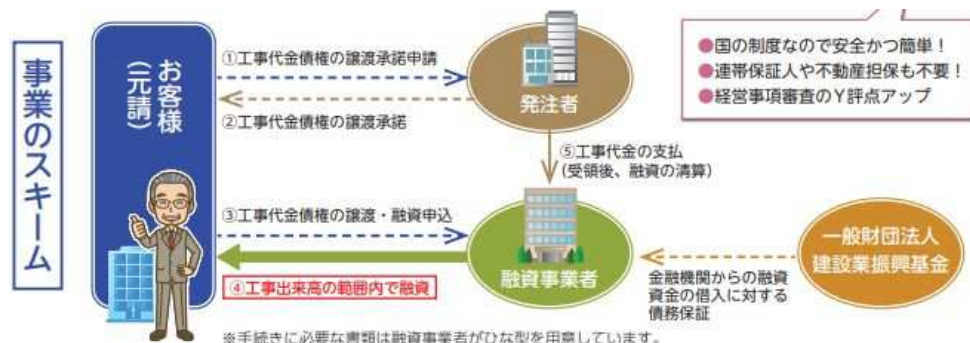 事業のスキーム
お客様
(元請)
①工事代金債権の譲渡承諾申請
②工事代金債権の譲渡承諾
発注者
●国の制度なので安全かつ簡単！
●連帯保証人や不動産担保も不要！
●経営事項審査のY評点アップ
⑤工事代金の支払
(受領後、融資の清算)
③工事代金債権の譲渡・融資申込
④工事出来高の範囲内で融資
融資事業者
一般財団法人
建設業振興基金
金融機関からの融資
資金の借入に対する
債務保証
※手続きに必要な書類は融資事業者がひな型を用意しています。